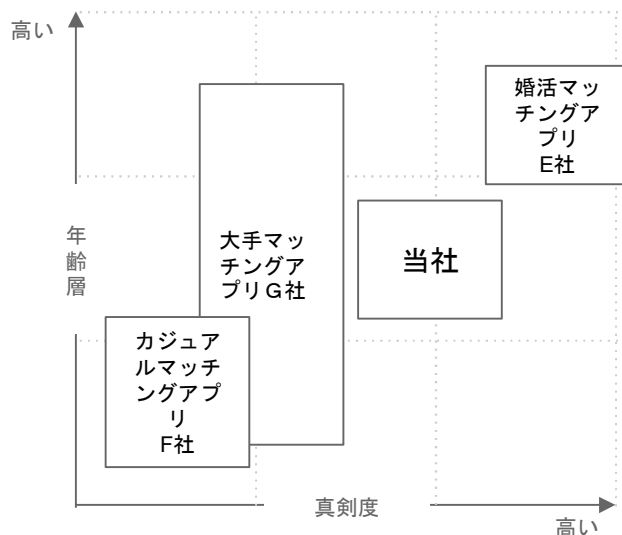 高い
婚活マッ
チングア
プリ
E社
年
齢
層
大手マッ
チングア
プリＧ社
当社
カジュア
ルマッチ
ングアプ
リ
F社
真剣度
高い